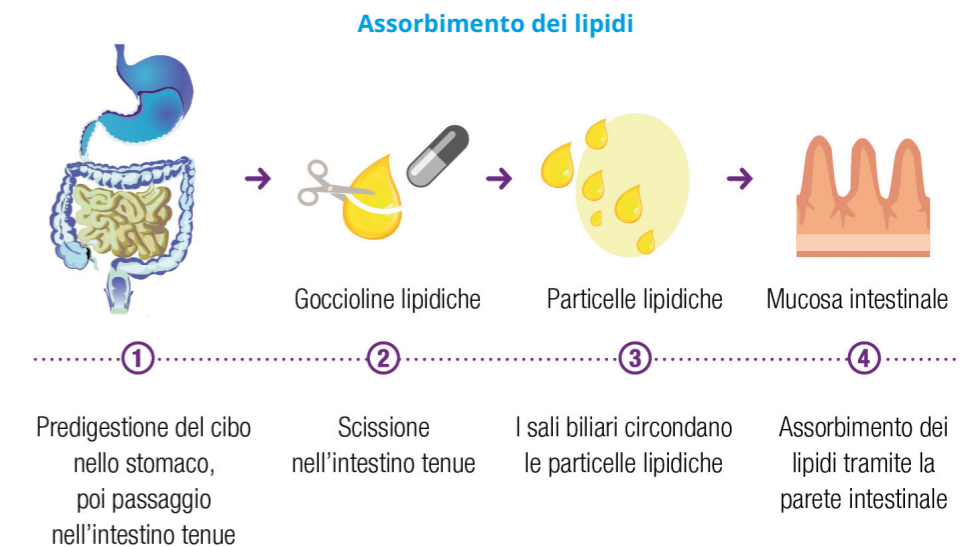 Assorbimento dei lipidi
Goccioline lipidiche
Particelle lipidiche
Mucosa intestinale
1
2
3
4
Predigestione del cibo
nello stomaco,
poi passaggio
nell'intestino tenue
Scissione
nell'intestino tenue
I sali biliari circondano
le particelle lipidiche
Assorbimento dei
lipidi tramite la
parete intestinale